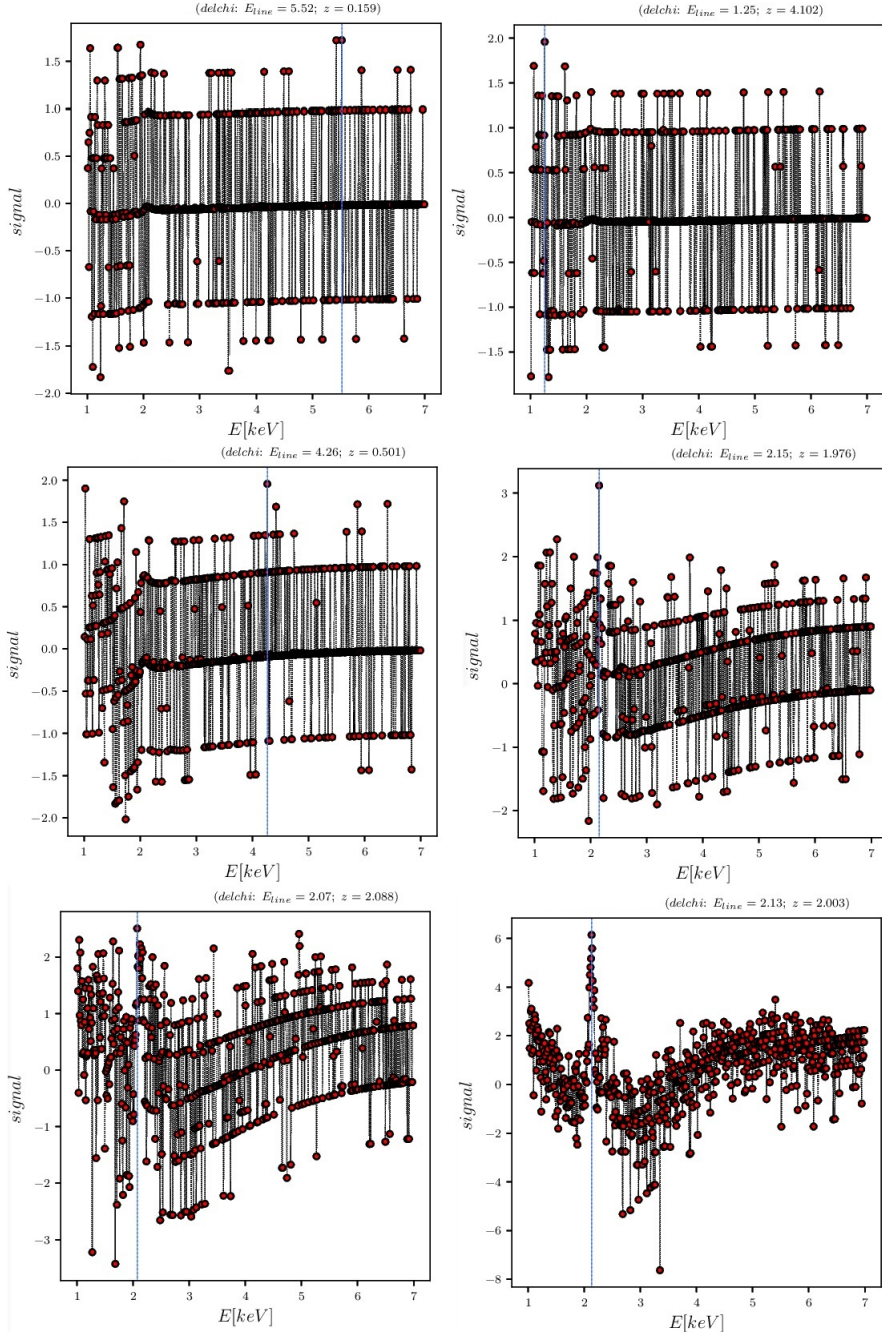 (delchi: E_line = 5.52; z = 0.159)
2.0
1.5
1.0
0.5
0.0
−0.5
−1.0
−1.5
−2.0
signal
1 2 3 4 5 6 7
E[keV]
(delchi: E_line = 1.25; z = 4.102)
2.0
1.5
1.0
0.5
0.0
−0.5
−1.0
−1.5
signal
1 2 3 4 5 6 7
E[keV]
(delchi: E_line = 4.26; z = 0.501)
2.0
1.5
1.0
0.5
0.0
−0.5
−1.0
−1.5
−2.0
signal
1 2 3 4 5 6 7
E[keV]
(delchi: E_line = 2.15; z = 1.976)
3
2
1
0
−1
−2
signal
1 2 3 4 5 6 7
E[keV]
(delchi: E_line = 2.07; z = 2.088)
2
1
0
−1
−2
−3
signal
1 2 3 4 5 6 7
E[keV]
(delchi: E_line = 2.13; z = 2.003)
6
4
2
0
−2
−4
−6
−8
signal
1 2 3 4 5 6 7
E[keV]